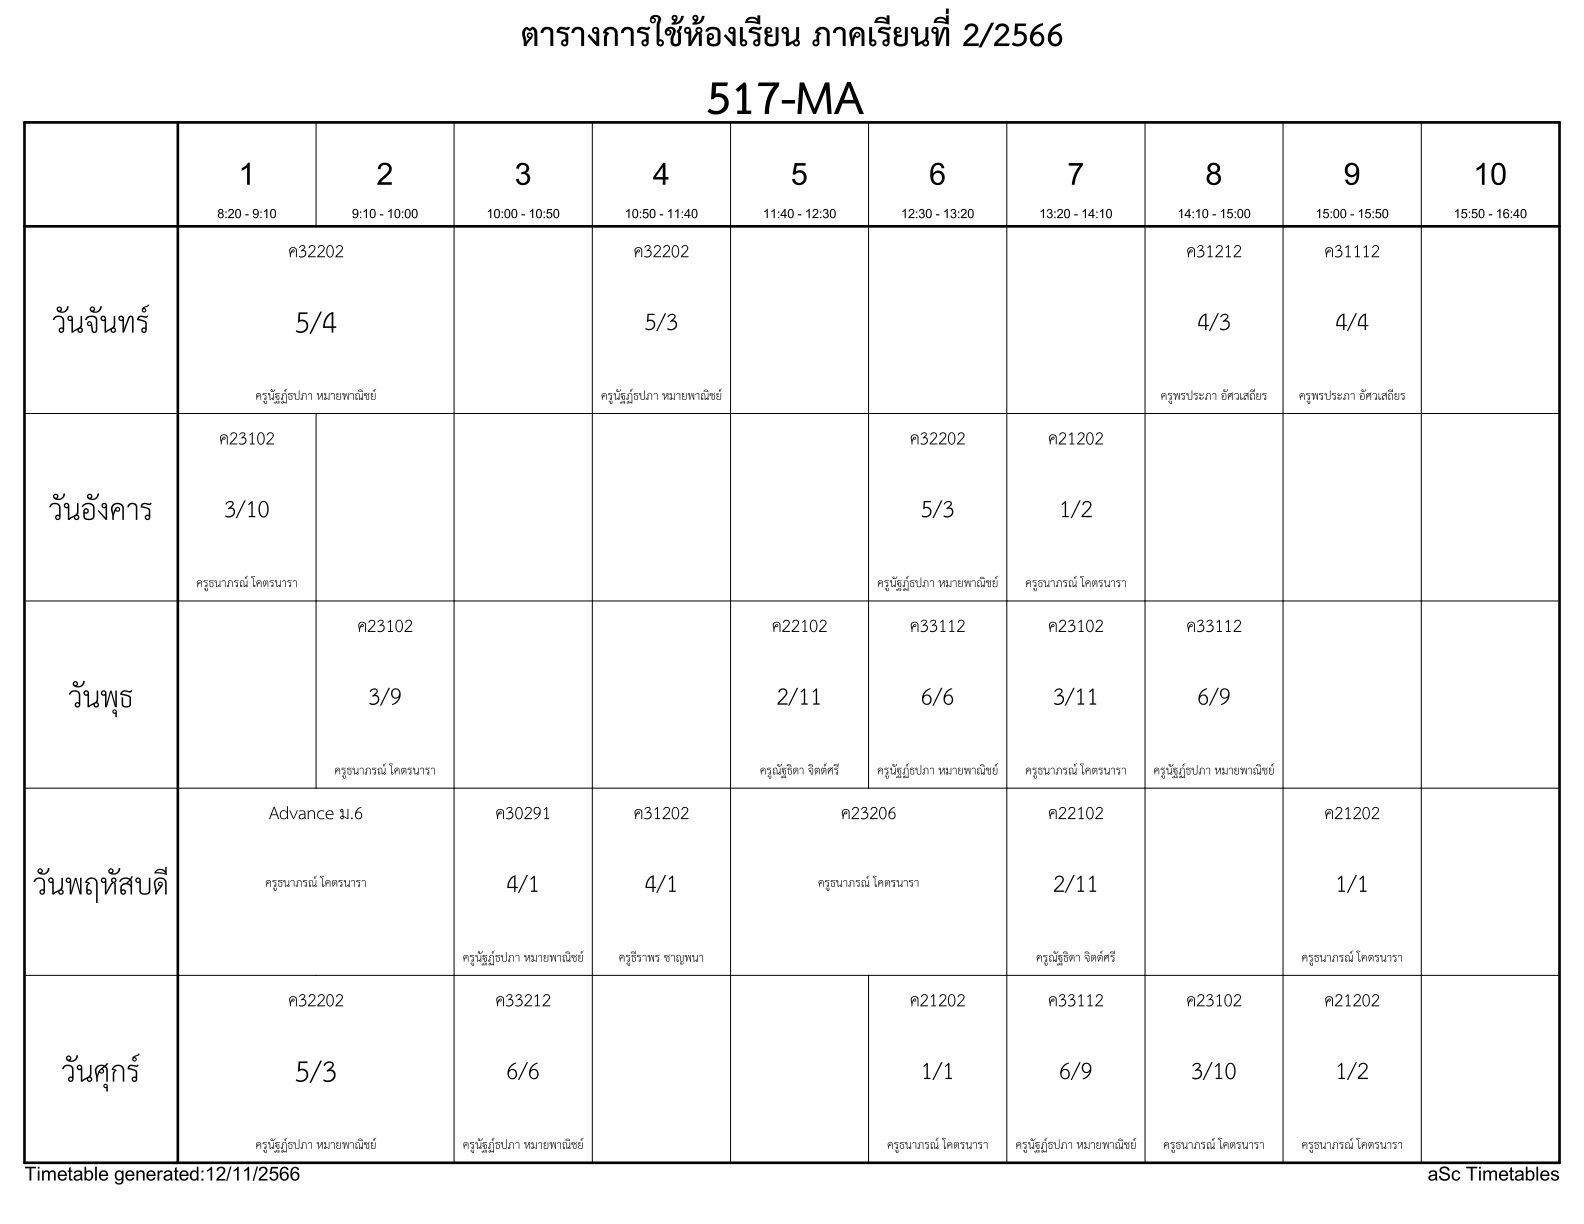 ตารางการใช้ห้องเรียน ภาคเรียนที่ 2/2566
517-MA
1 2 3 4 5 6 7 8 9 10
8:20 - 9:10 9:10 - 10:00 10:00 - 10:50 10:50 - 11:40 11:40 - 12:30 12:30 - 13:20 13:20 - 14:10 14:10 - 15:00 15:00 - 15:50 15:50 - 16:40
ค32202 ค32202 ค31212 ค31112
วันจันทร์ 5/4 5/3 4/3 4/4
ครูนัฐฏ์ธปภา หมายพาณิชย์ ครูนัฐฏ์ธปภา หมายพาณิชย์ ครูพรประภา อัศวเสถียร ครูพรประภา อัศวเสถียร
ค23102 ค32202 ค21202
วันอังคาร 3/10 5/3 1/2
ครูธนาภรณ์ โคตรนารา ครูนัฐฏ์ธปภา หมายพาณิชย์ ครูธนาภรณ์ โคตรนารา
ค23102 ค22102 ค33112 ค23102 ค33112
วันพุธ 3/9 2/11 6/6 3/11 6/9
ครูธนาภรณ์ โคตรนารา ครูณัฐธิดา จิตต์ศรี ครูนัฐฏ์ธปภา หมายพาณิชย์ ครูธนาภรณ์ โคตรนารา ครูนัฐฏ์ธปภา หมายพาณิชย์
Advance ม.6 ค30291 ค31202 ค23206 ค22102 ค21202
วันพฤหัสบดี ครูธนาภรณ์ โคตรนารา 4/1 4/1 ครูธนาภรณ์ โคตรนารา 2/11 1/1
ครูนัฐฏ์ธปภา หมายพาณิชย์ ครูธีราพร ชาญพนา ครูณัฐธิดา จิตต์ศรี ครูธนาภรณ์ โคตรนารา
ค32202 ค33212 ค21202 ค33112 ค23102 ค21202
วันศุกร์ 5/3 6/6 1/1 6/9 3/10 1/2
ครูนัฐฏ์ธปภา หมายพาณิชย์ ครูนัฐฏ์ธปภา หมายพาณิชย์ ครูธนาภรณ์ โคตรนารา ครูนัฐฏ์ธปภา หมายพาณิชย์ ครูธนาภรณ์ โคตรนารา ครูธนาภรณ์ โคตรนารา
Timetable generated:12/11/2566 aSc Timetables